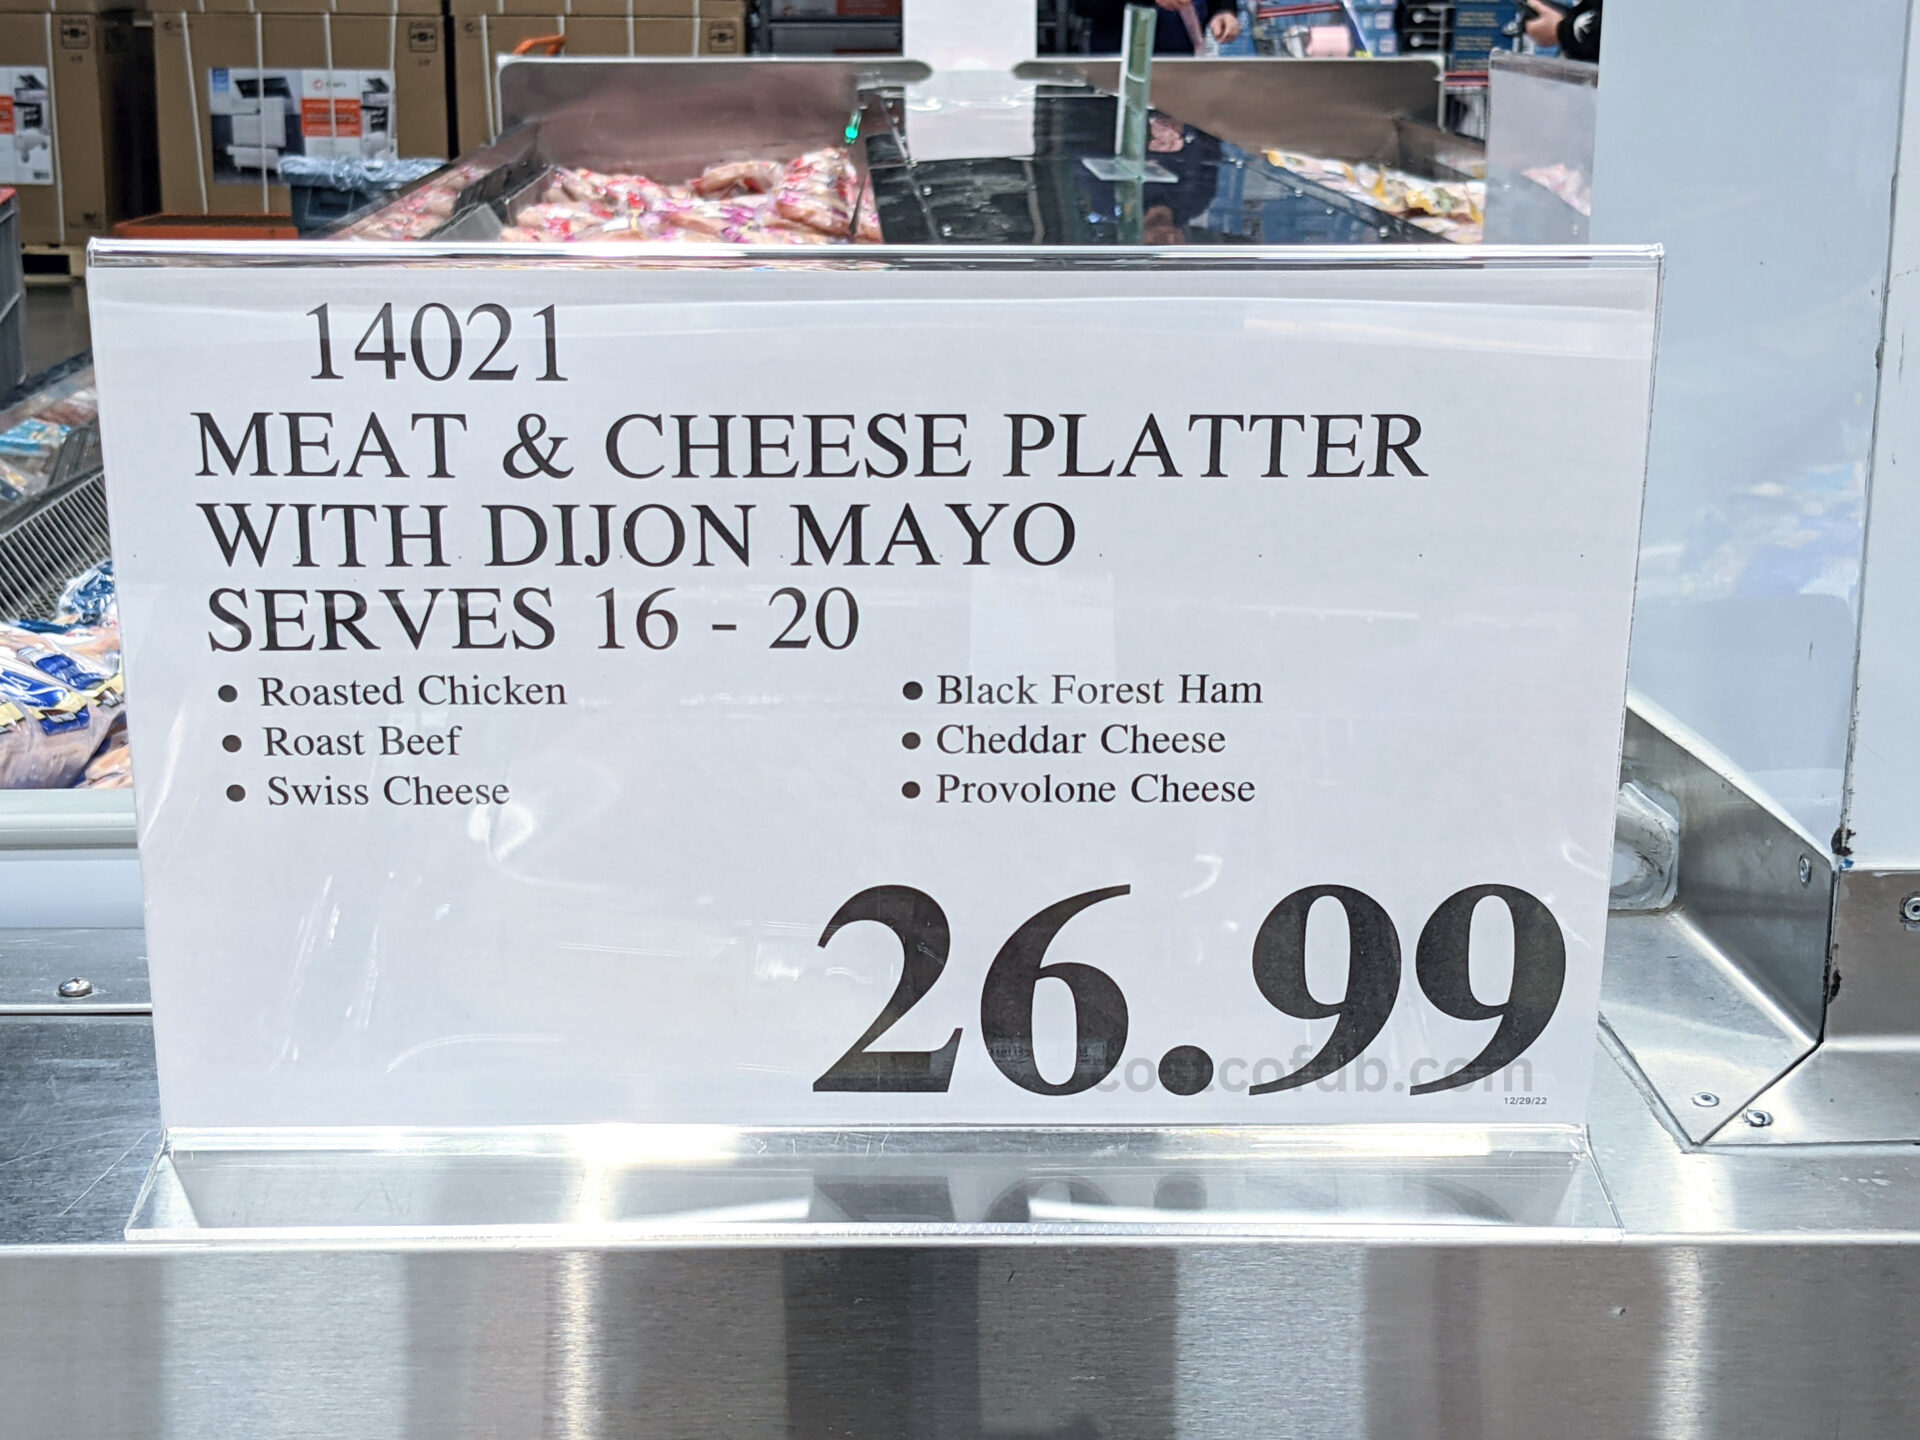 14021
MEAT & CHEESE PLATTER
WITH DIJON MAYO
SERVES 16 - 20
• Roasted Chicken
• Roast Beef
• Swiss Cheese
• Black Forest Ham
• Cheddar Cheese
• Provolone Cheese
26.99
costcofdb.com
12/29/22